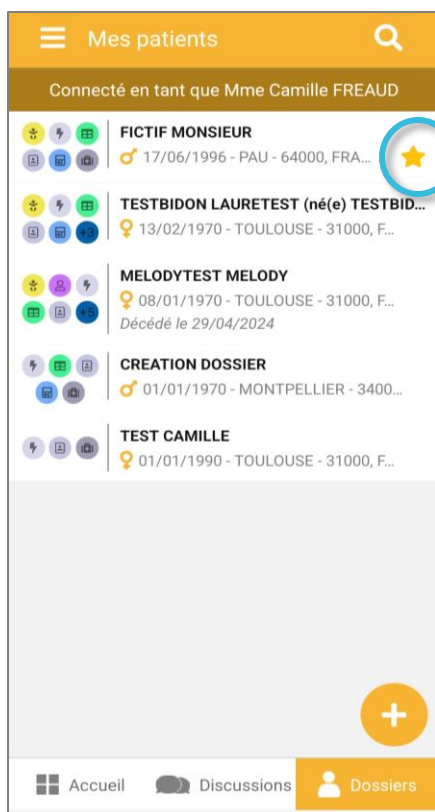 Mes patients
Connecté en tant que Mme Camille FREAUD
FICTIF MONSIEUR
17/06/1996 - PAU - 64000, FRA...
TESTBIDON LAURETEST (né(e) TESTBID...
13/02/1970 - TOULOUSE - 31000, F...
+3
MELODYTEST MELODY
08/01/1970 - TOULOUSE - 31000, F...
+5
Décédé le 29/04/2024
CREATION DOSSIER
01/01/1970 - MONTPELLIER - 3400...
TEST CAMILLE
01/01/1990 - TOULOUSE - 31000, F...
+
Accueil Discussions Dossiers